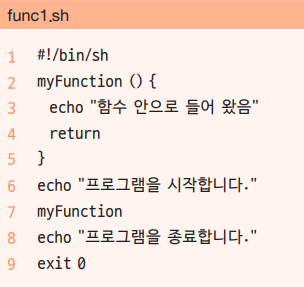 func1.sh
1 #!/bin/sh
2 myFunction () {
3 echo "함수 안으로 들어 왔음"
4 return
5 }
6 echo "프로그램을 시작합니다."
7 myFunction
8 echo "프로그램을 종료합니다."
9 exit 0